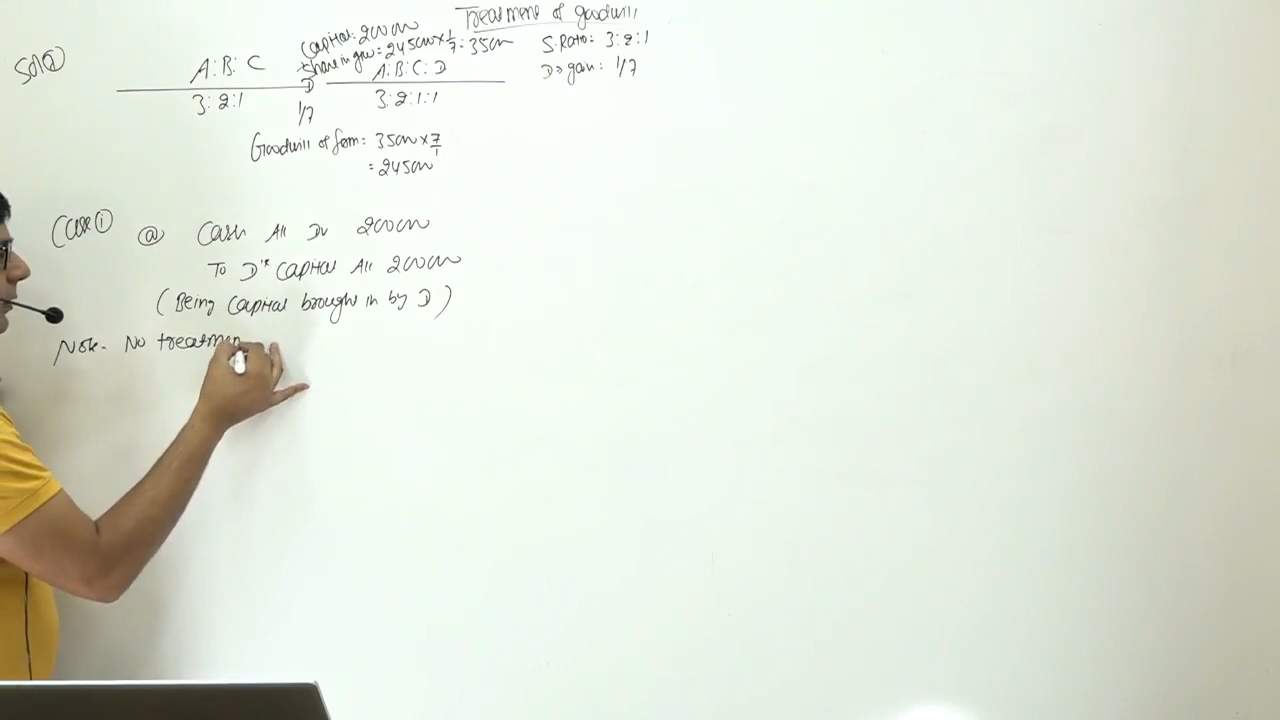 Treatment of goodwill
Sol ②
Capital: 200000
Share in g/w = 245000 x 1/7 = 35000
S. Ratio: 3:2:1
D → gain: 1/7
A : B : C
D
A : B : C : D
3 : 2 : 1
1/7
3 : 2 : 1 : 1
Goodwill of firm: 35000 x 7/1
= 245000
Case ①
@ Cash A/c Dr 200000
To D's Capital A/c 200000
( Being Capital brought in by D )
Note- No treatmen